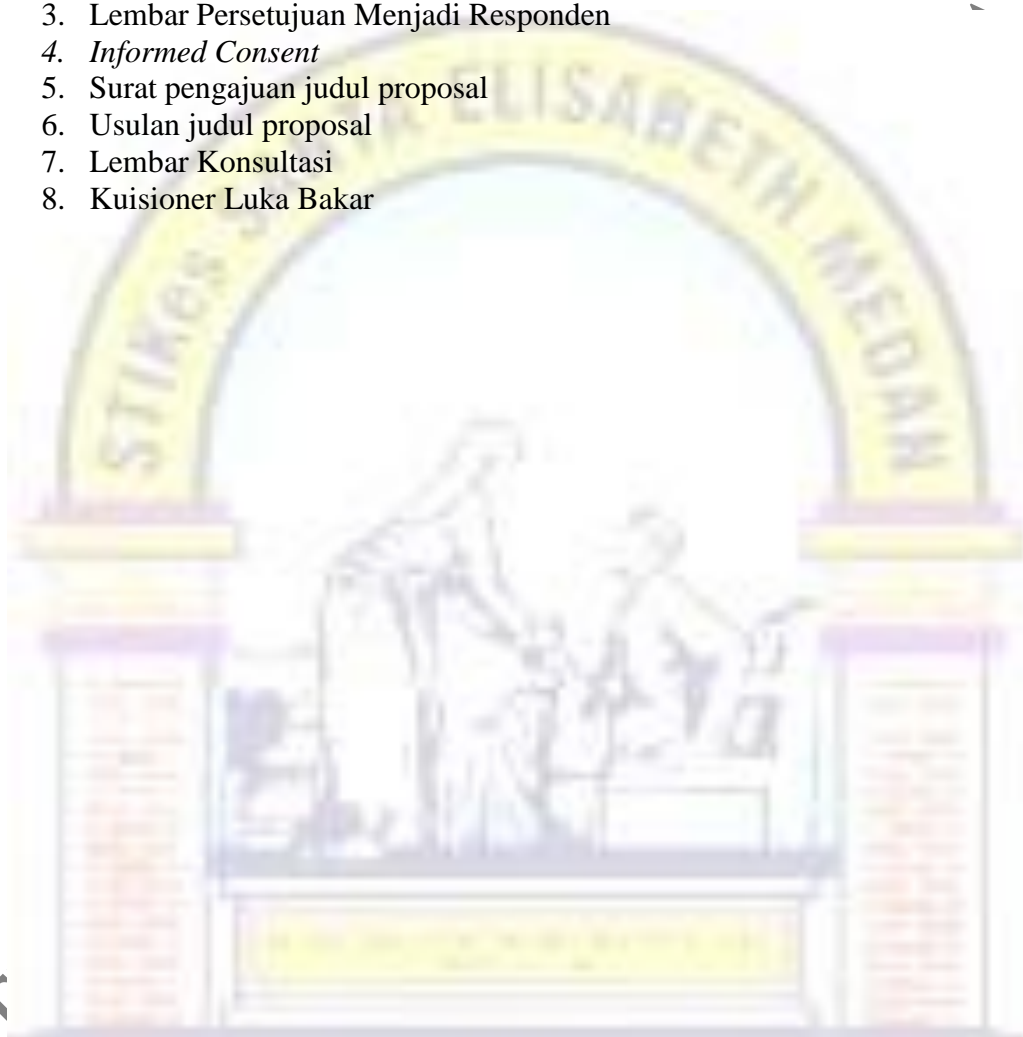 3. Lembar Persetujuan Menjadi Responden
4. Informed Consent
5. Surat pengajuan judul proposal
6. Usulan judul proposal
7. Lembar Konsultasi
8. Kuisioner Luka Bakar
STIKes SANTA ELISABETH MEDAN